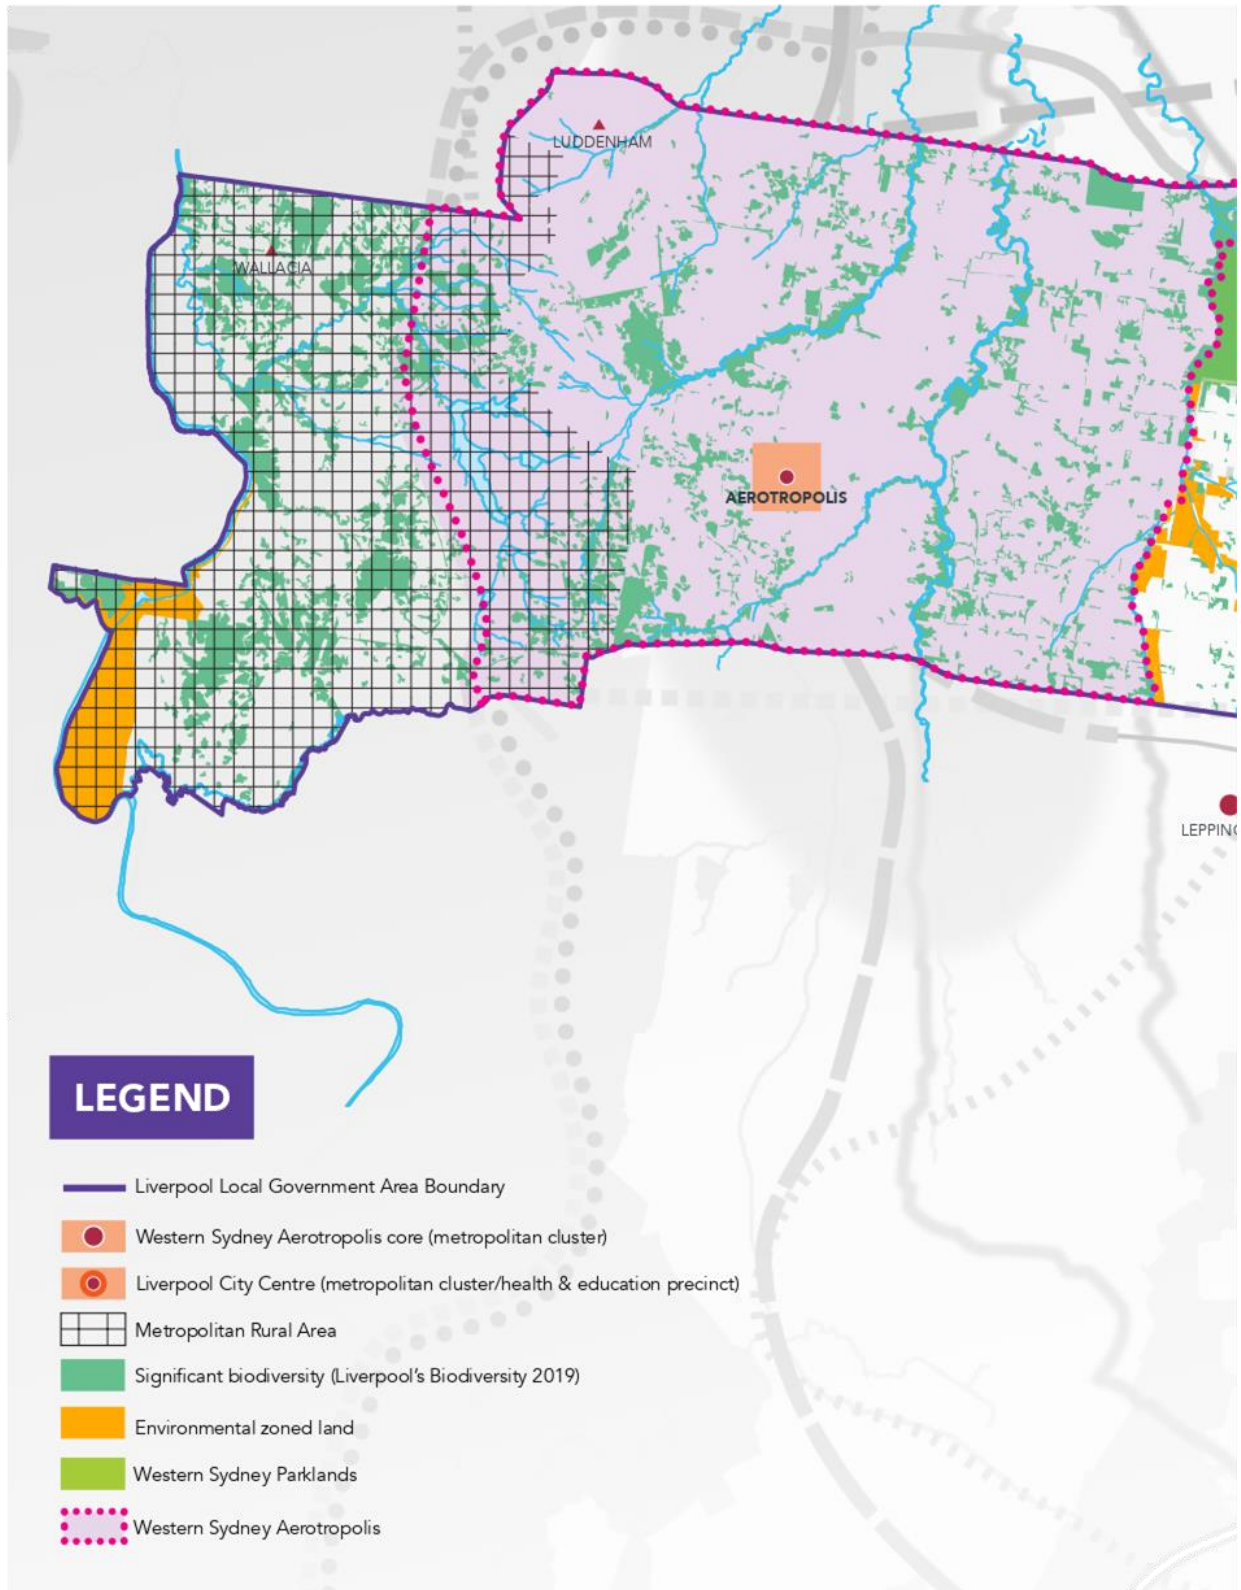 LUDDENHAM
WALLACIA
AEROTROPOLIS
LEPPING
LEGEND
Liverpool Local Government Area Boundary
Western Sydney Aerotropolis core (metropolitan cluster)
Liverpool City Centre (metropolitan cluster/health & education precinct)
Metropolitan Rural Area
Significant biodiversity (Liverpool's Biodiversity 2019)
Environmental zoned land
Western Sydney Parklands
Western Sydney Aerotropolis